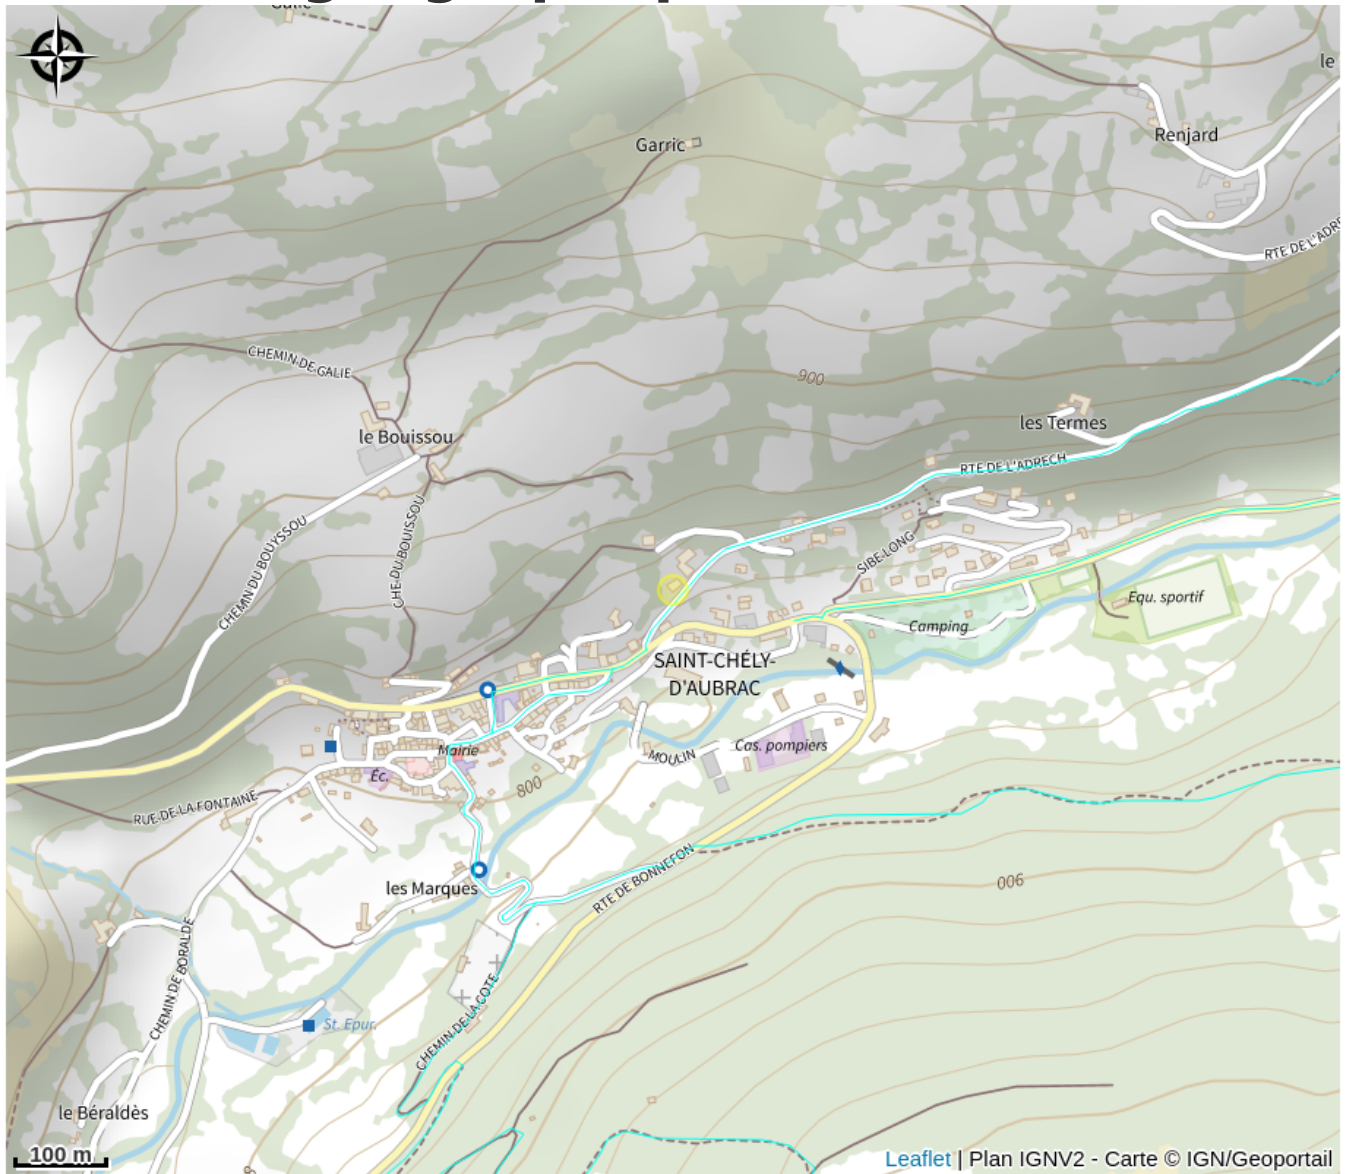 le
Renjard
Garric
RTE DE L'ADRE
CHEMIN DE GALIE
900
les Termes
le Bouissou
RTE DE L'ADRECH
CHEMIN DU BOUYSSOU
CHE DU BOUISSOU
SIBE-LONG
Equ. sportif
Camping
SAINT-CHÉLY-
D'AUBRAC
Mairie
Cas. pompiers
MOULIN
Éc.
800
RUE DE LA FONTAINE
les Marques
RTE DE BONNEFON
900
CHEMIN DE BORALDE
CHEMIN DE LA COTE
St. Epur.
le Béraldès
100 m
Leaflet | Plan IGNV2 - Carte © IGN/Geoportail